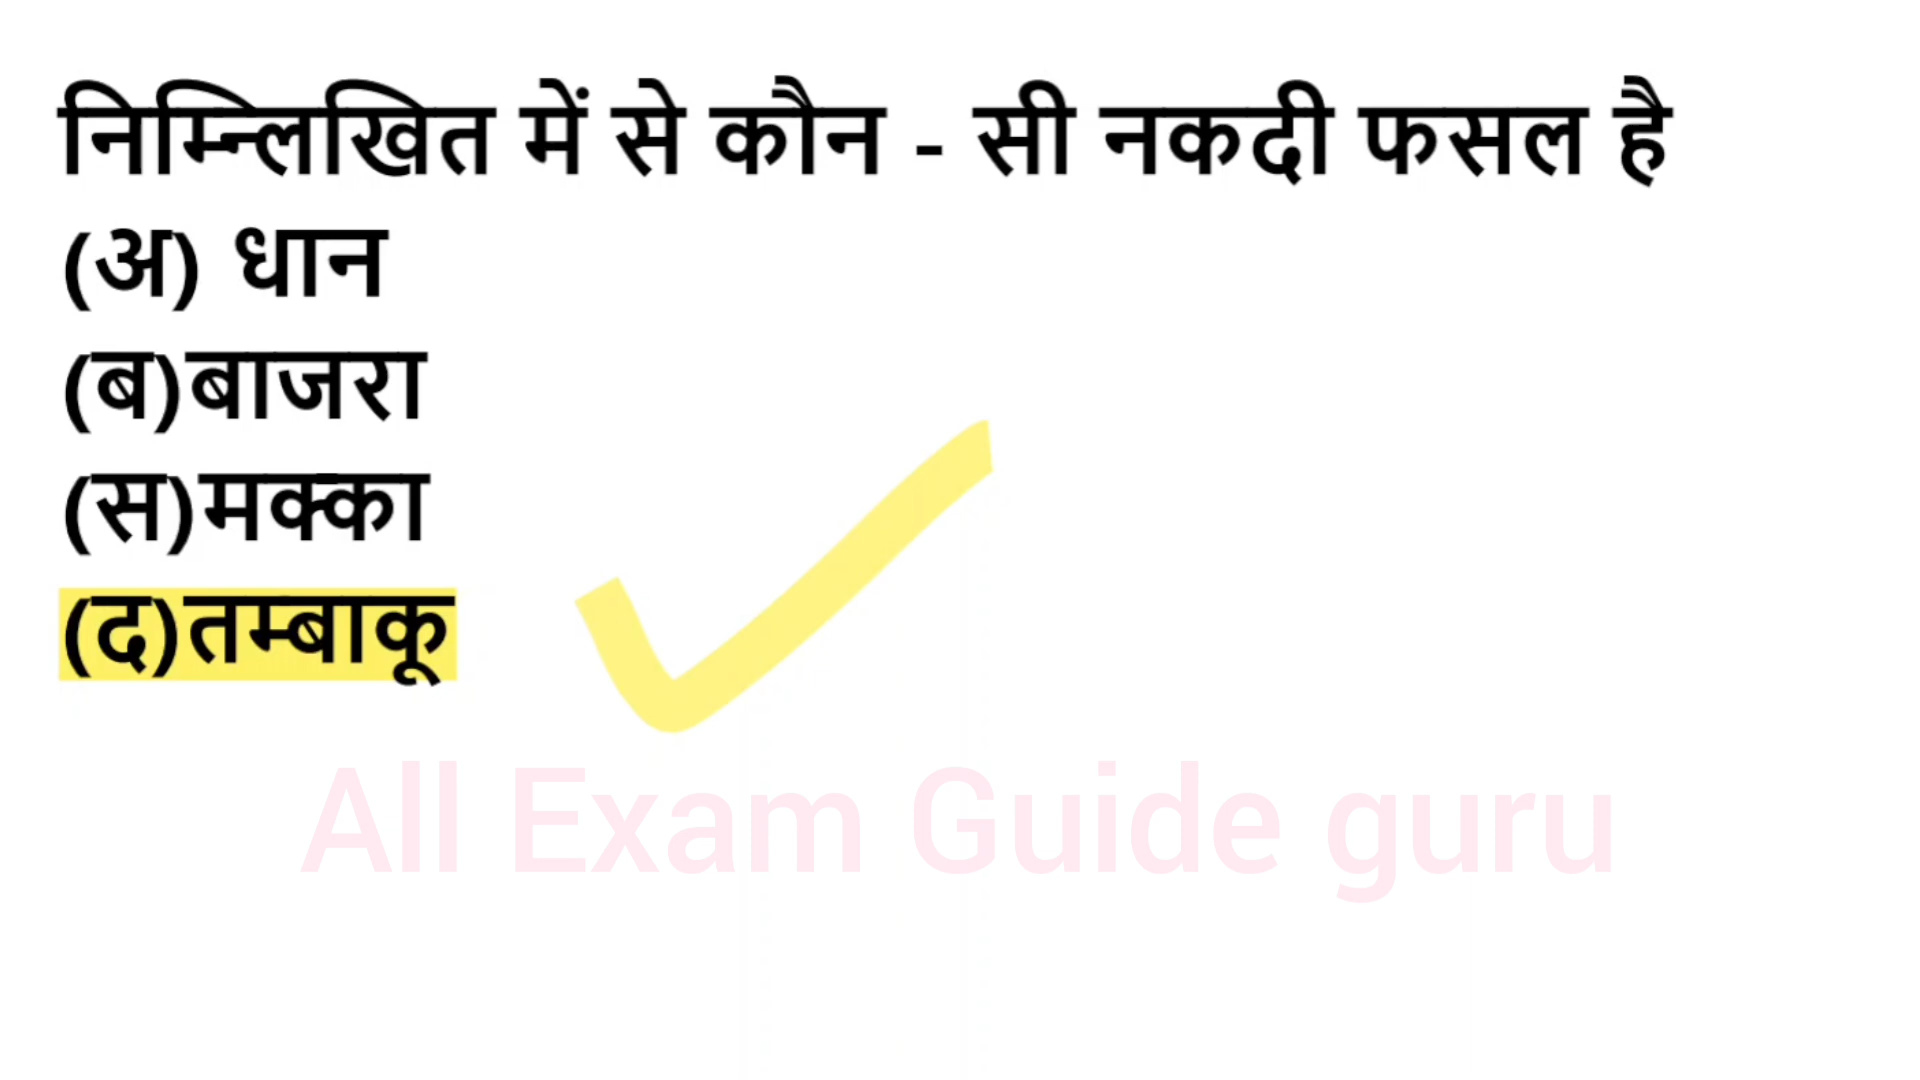 निम्न्लिखित में से कौन - सी नकदी फसल है
(अ) धान
(ब)बाजरा
(स)मक्का
(द)तम्बाकू
All Exam Guide guru